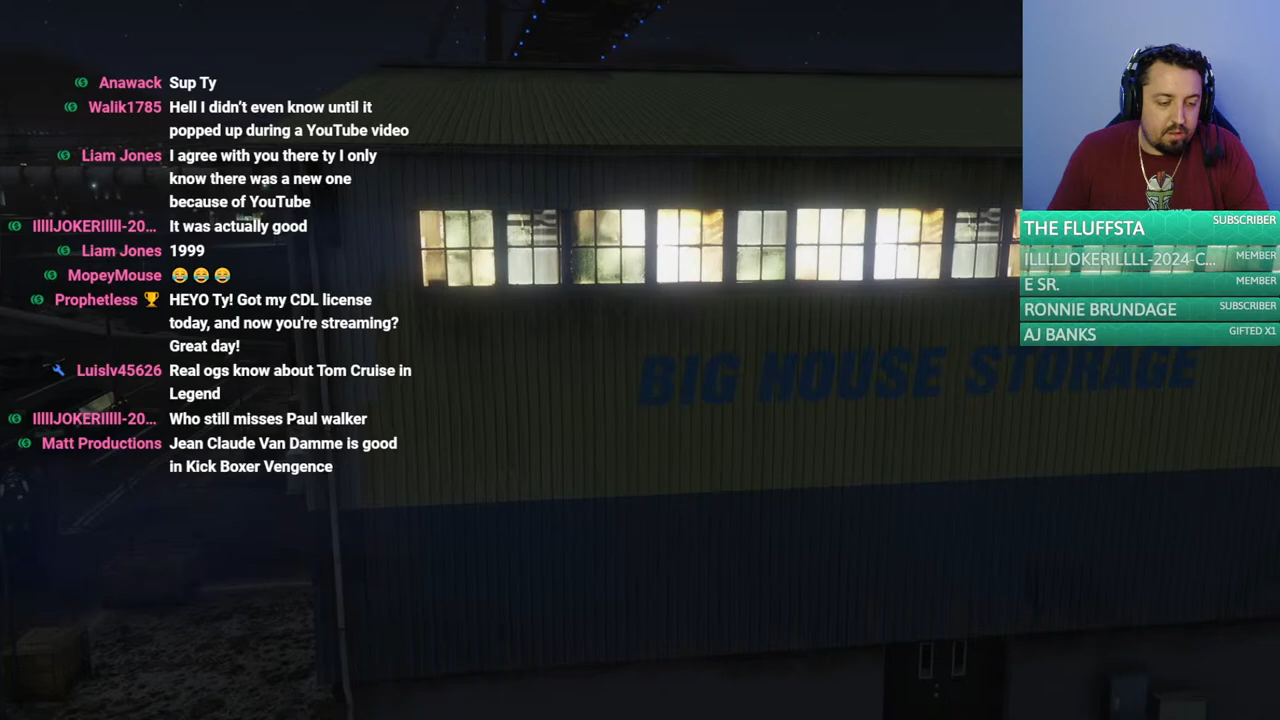 Anawack Sup Ty
Walik1785 Hell I didn’t even know until it
popped up during a YouTube video
Liam Jones I agree with you there ty I only
know there was a new one
because of YouTube
IlllIJOKERIllll-20... It was actually good
Liam Jones 1999
MopeyMouse 😂😂😂
Prophetless 🏆 HEYO Ty! Got my CDL license
today, and now you're streaming?
Great day!
Luislv45626 Real ogs know about Tom Cruise in
Legend
IlllIJOKERIllll-20... Who still misses Paul walker
Matt Productions Jean Claude Van Damme is good
in Kick Boxer Vengence
THE FLUFFSTA SUBSCRIBER
ILLLLJOKERILLLL-2024-C... MEMBER
E SR. MEMBER
RONNIE BRUNDAGE SUBSCRIBER
AJ BANKS GIFTED X1
BIG HOUSE STORAGE